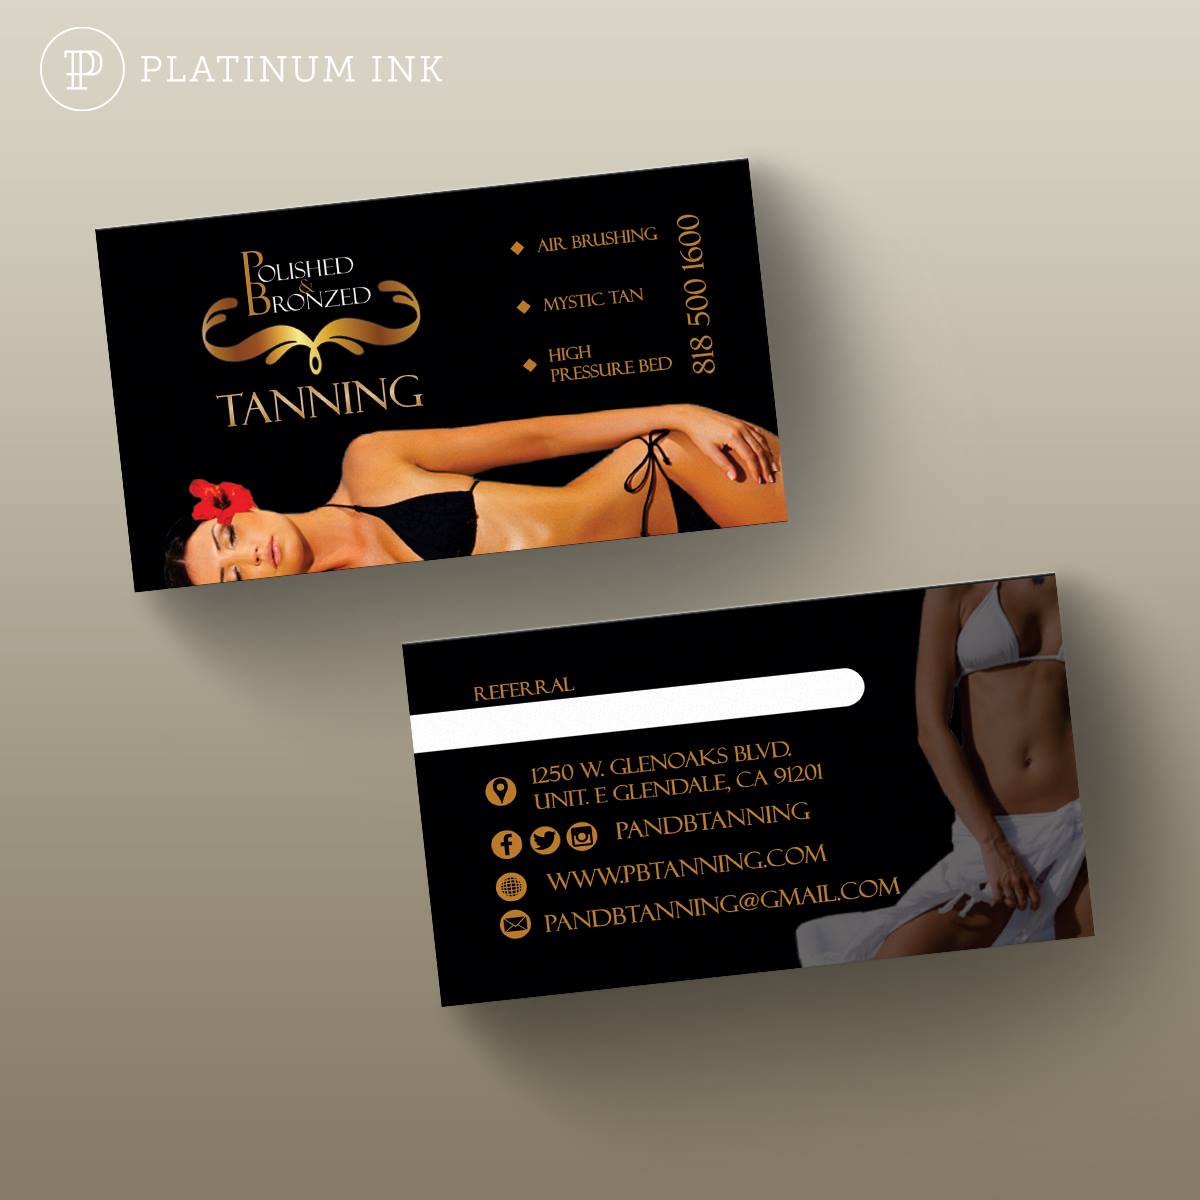 PLATINUM INK
POLISHED
&
BRONZED
TANNING
AIR BRUSHING
MYSTIC TAN
HIGH
PRESSURE BED
818 500 1600
REFERRAL
1250 W. GLENOAKS BLVD.
UNIT. E GLENDALE, CA 91201
PANDBTANNING
WWW.PBTANNING.COM
PANDBTANNING@GMAIL.COM